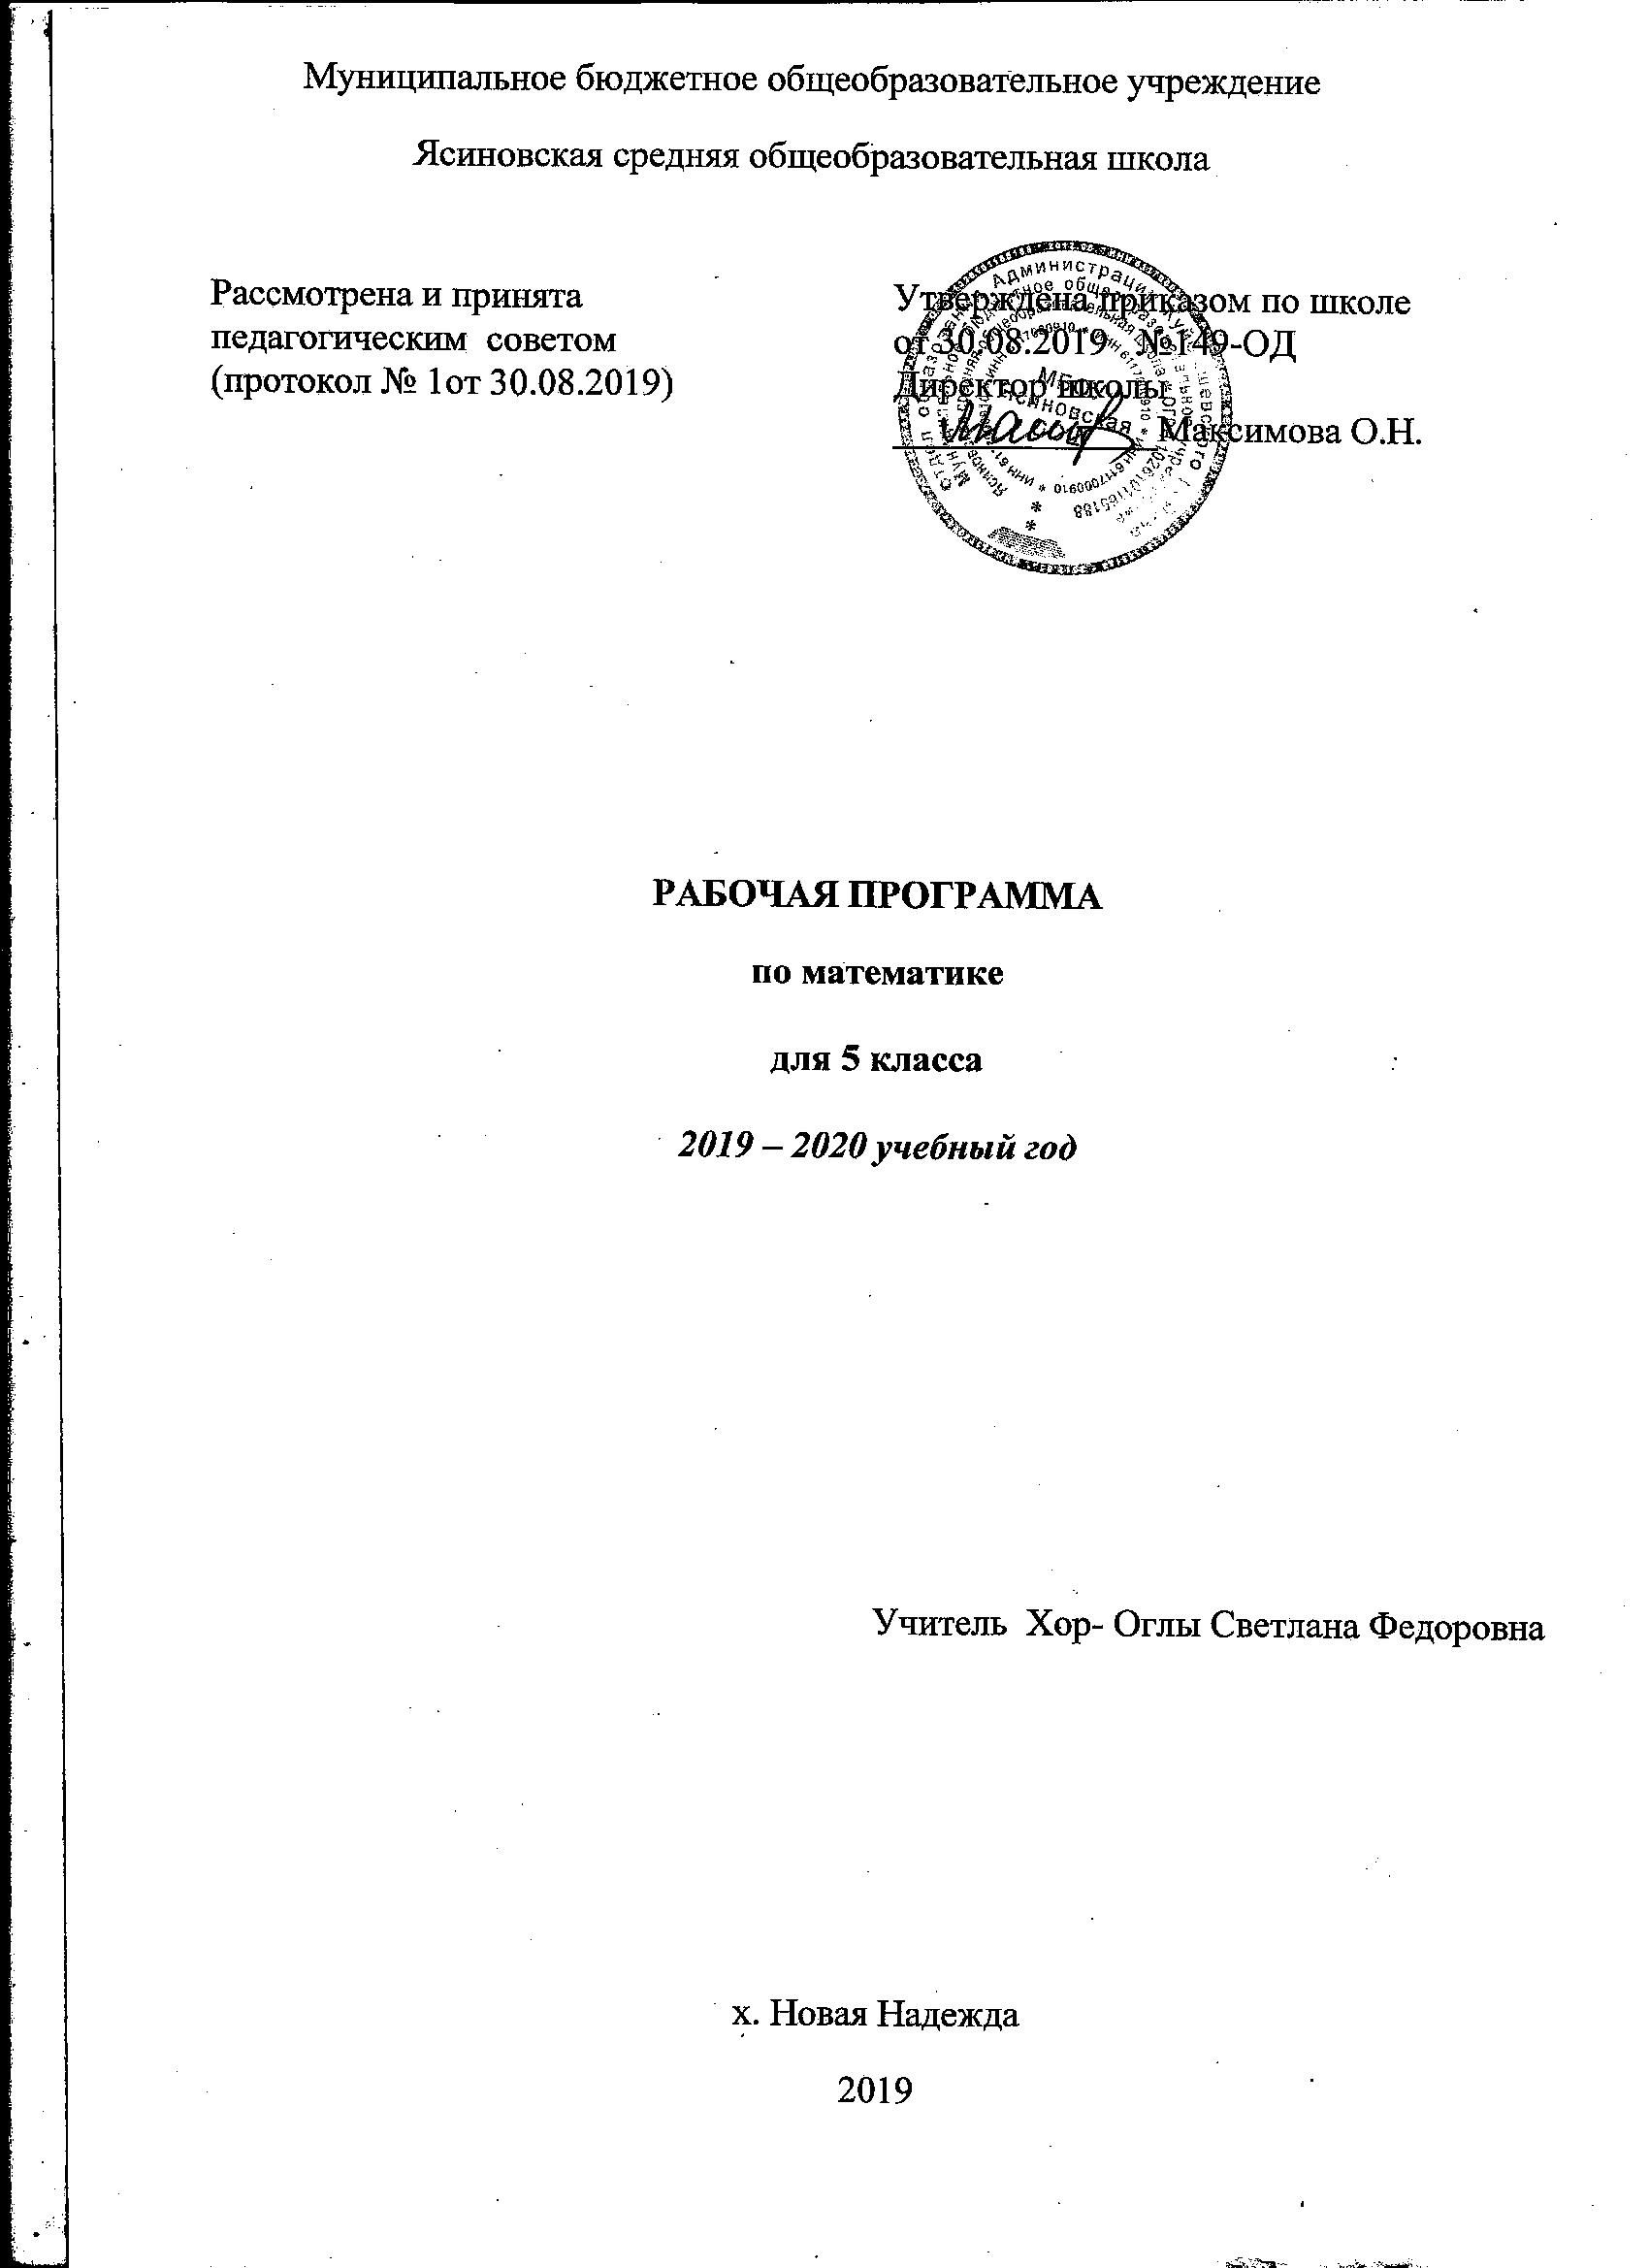 Муниципальное бюджетное общеобразовательное учреждение
Ясиновская средняя общеобразовательная школа
Рассмотрена и принята
педагогическим советом
(протокол № 1от 30.08.2019)
Утверждена приказом по школе
от 30.08.2019 №149-ОД
Директор школы
Максимова О.Н.
РАБОЧАЯ ПРОГРАММА
по математике
для 5 класса
2019 – 2020 учебный год
Учитель Хор- Оглы Светлана Федоровна
х. Новая Надежда
2019